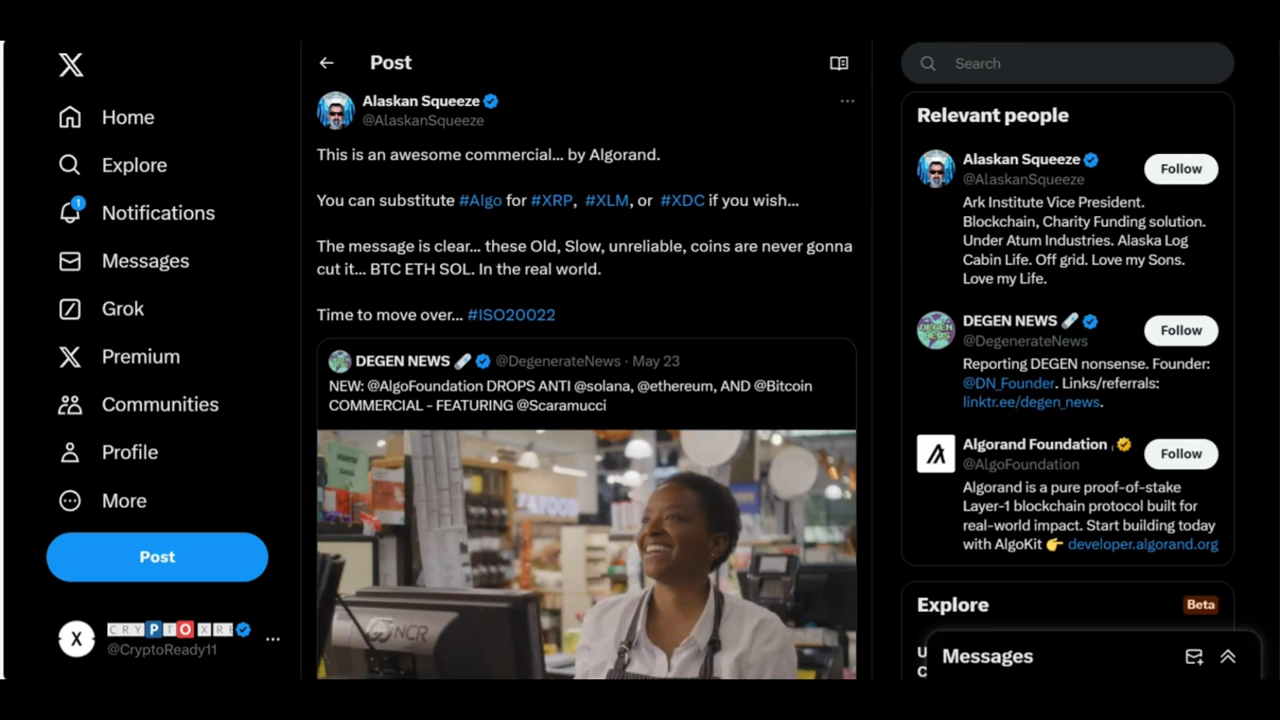 Home
Explore
1
Notifications
Messages
Grok
Premium
Communities
Profile
More
Post
X
@CryptoReady11
Post
Alaskan Squeeze
@AlaskanSqueeze
This is an awesome commercial... by Algorand.
You can substitute #Algo for #XRP, #XLM, or #XDC if you wish...
The message is clear... these Old, Slow, unreliable, coins are never gonna
cut it... BTC ETH SOL. In the real world.
Time to move over... #ISO20022
DEGEN NEWS 🗞️ @DegenerateNews · May 23
NEW: @AlgoFoundation DROPS ANTI @solana, @ethereum, AND @Bitcoin
COMMERCIAL - FEATURING @Scaramucci
NCR
Search
Relevant people
Alaskan Squeeze
@AlaskanSqueeze
Follow
Ark Institute Vice President.
Blockchain, Charity Funding solution.
Under Atum Industries. Alaska Log
Cabin Life. Off grid. Love my Sons.
Love my Life.
DEGEN NEWS 🗞️
@DegenerateNews
Follow
Reporting DEGEN nonsense. Founder:
@DN_Founder. Links/referrals:
linktr.ee/degen_news.
Algorand Foundation
@AlgoFoundation
Follow
Algorand is a pure proof-of-stake
Layer-1 blockchain protocol built for
real-world impact. Start building today
with AlgoKit 👉 developer.algorand.org
Explore
Beta
Messages